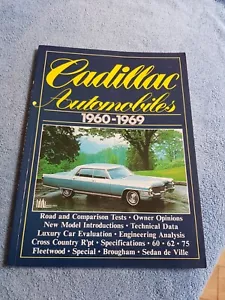 Cadillac
Automobiles
1960-1969
Road and Comparison Tests • Owner Opinions
New Model Introductions • Technical Data
Luxury Car Evaluation • Engineering Analysis
Cross Country R'pt • Specifications • 60 • 62 • 75
Fleetwood • Special • Brougham • Sedan de Ville